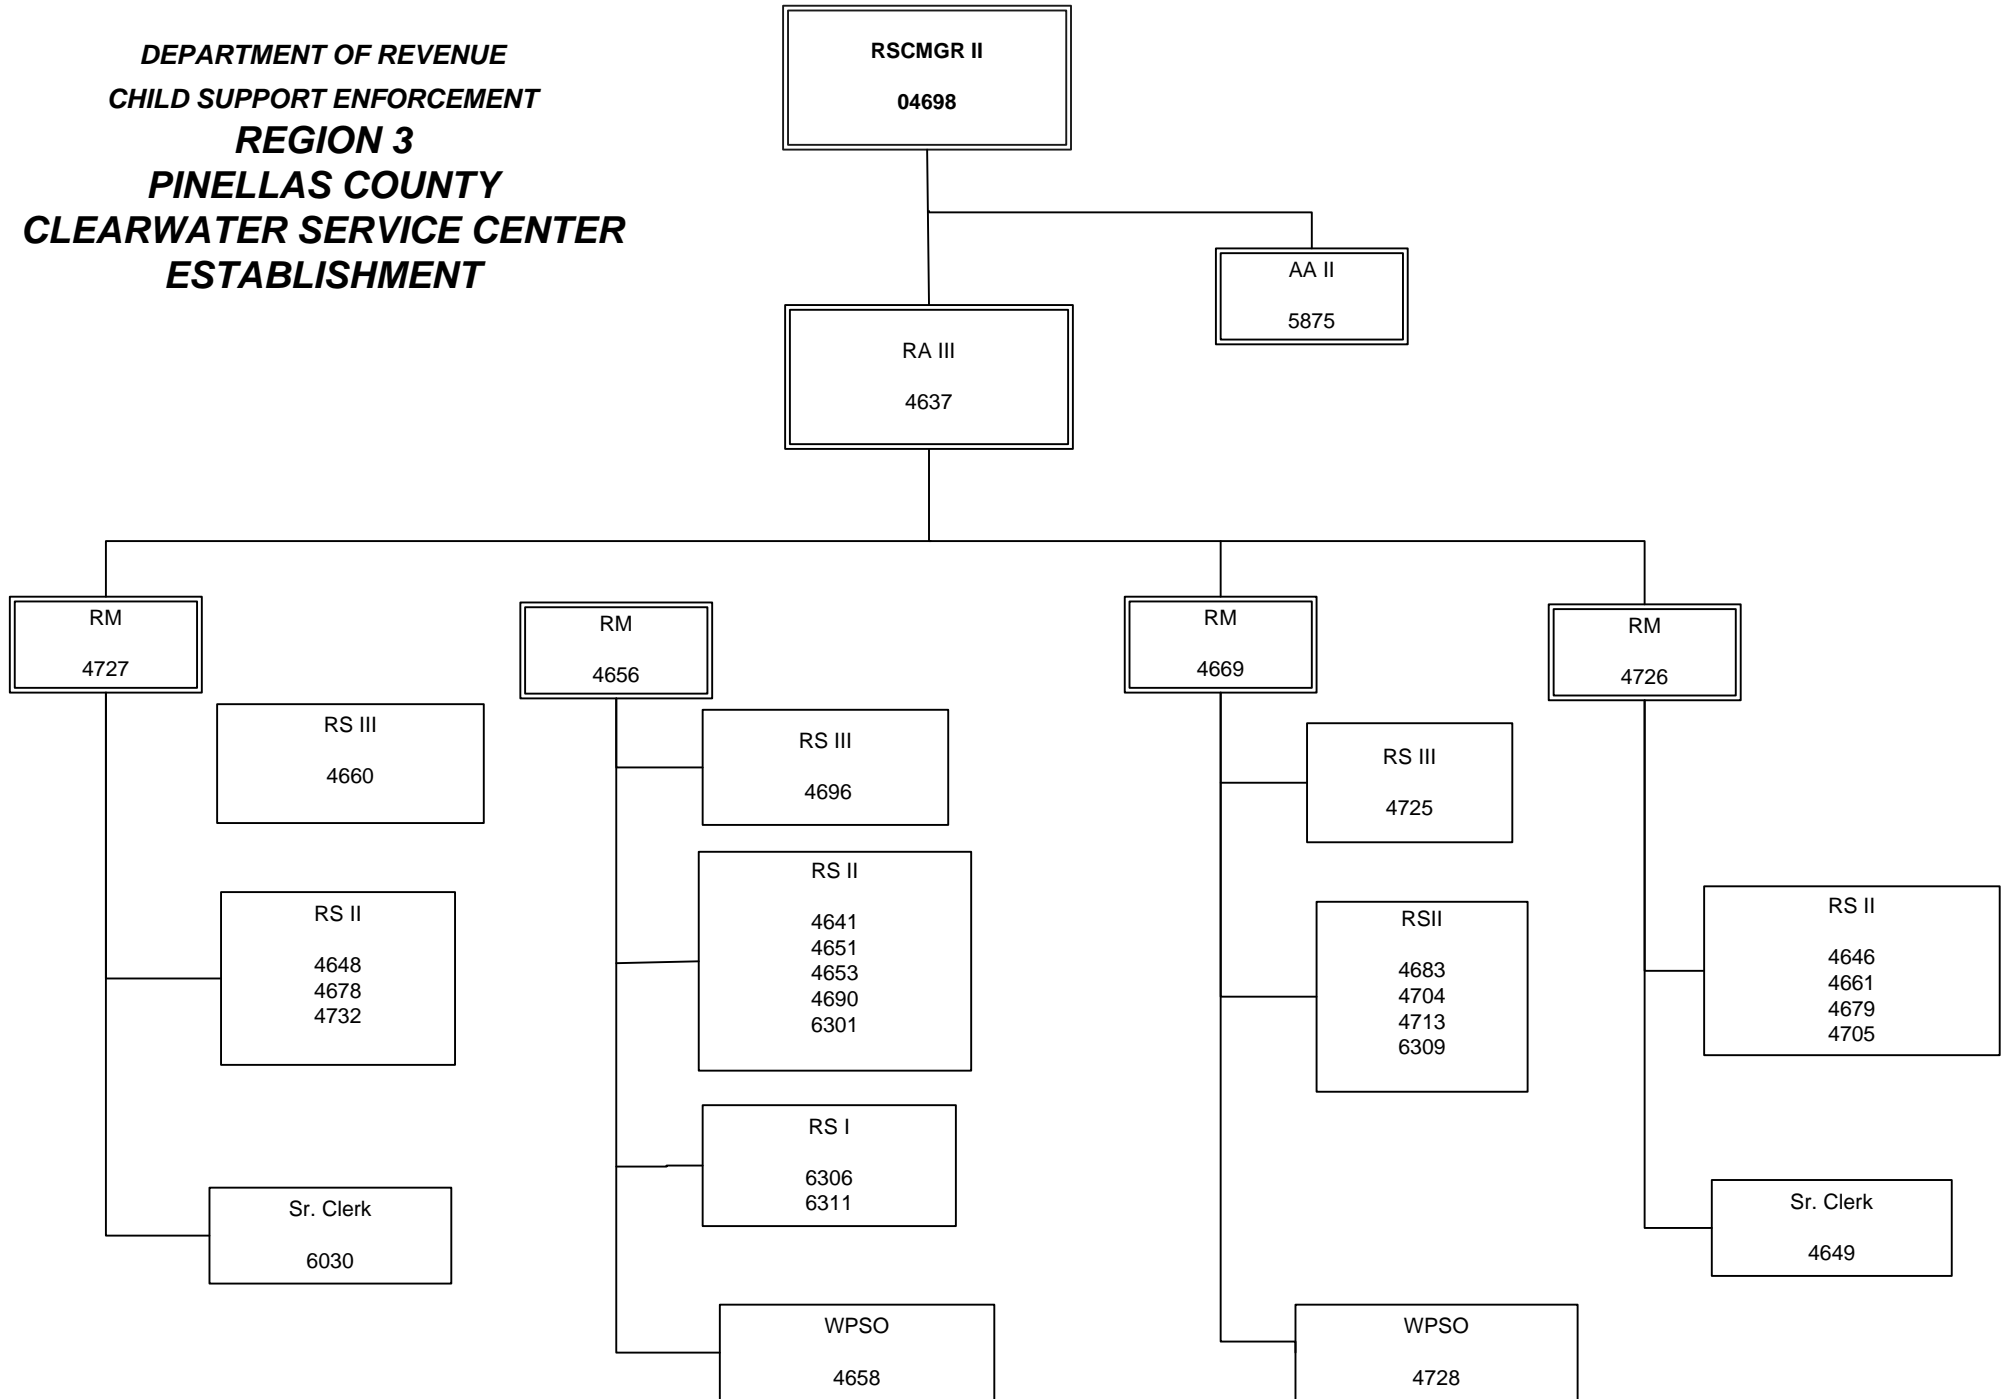 DEPARTMENT OF REVENUE
CHILD SUPPORT ENFORCEMENT
REGION 3
PINELLAS COUNTY
CLEARWATER SERVICE CENTER
ESTABLISHMENT
RSCMGR II
04698
AA II
5875
RA III
4637
RM
4727
RS III
4660
RS II
4648
4678
4732
Sr. Clerk
6030
RM
4656
RS III
4696
RS II
4641
4651
4653
4690
6301
RS I
6306
6311
WPSO
4658
RM
4669
RS III
4725
RSII
4683
4704
4713
6309
WPSO
4728
RM
4726
RS II
4646
4661
4679
4705
Sr. Clerk
4649